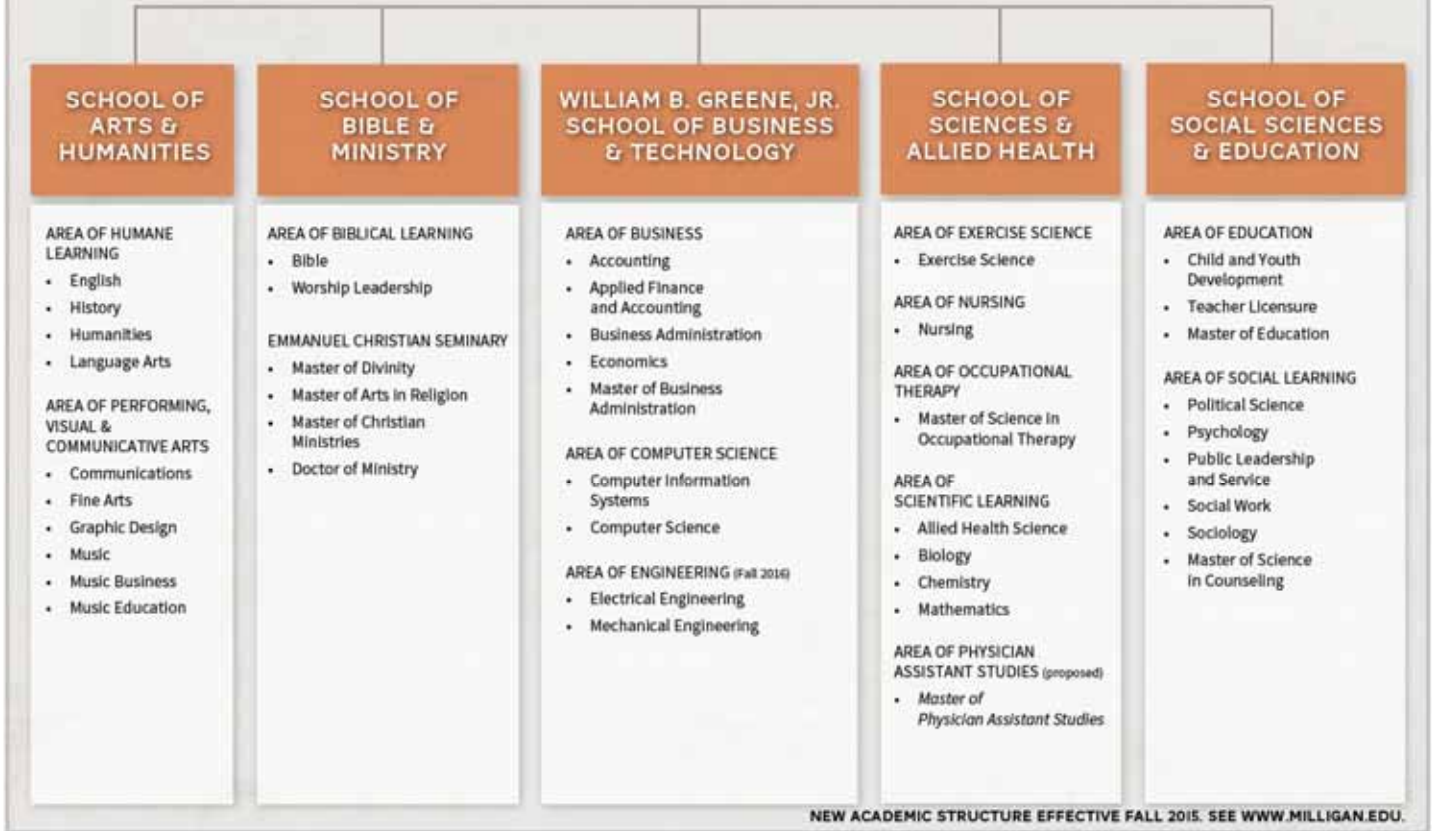 SCHOOL OF
ARTS &
HUMANITIES
AREA OF HUMANE
LEARNING
• English
• History
• Humanities
• Language Arts
AREA OF PERFORMING,
VISUAL &
COMMUNICATIVE ARTS
• Communications
• Fine Arts
• Graphic Design
• Music
• Music Business
• Music Education
SCHOOL OF
BIBLE &
MINISTRY
AREA OF BIBLICAL LEARNING
• Bible
• Worship Leadership
EMMANUEL CHRISTIAN SEMINARY
• Master of Divinity
• Master of Arts in Religion
• Master of Christian
Ministries
• Doctor of Ministry
WILLIAM B. GREENE, JR.
SCHOOL OF BUSINESS
& TECHNOLOGY
AREA OF BUSINESS
• Accounting
• Applied Finance
and Accounting
• Business Administration
• Economics
• Master of Business
Administration
AREA OF COMPUTER SCIENCE
• Computer Information
Systems
• Computer Science
AREA OF ENGINEERING (Fall 2016)
• Electrical Engineering
• Mechanical Engineering
SCHOOL OF
SCIENCES &
ALLIED HEALTH
AREA OF EXERCISE SCIENCE
• Exercise Science
AREA OF NURSING
• Nursing
AREA OF OCCUPATIONAL
THERAPY
• Master of Science in
Occupational Therapy
AREA OF
SCIENTIFIC LEARNING
• Allied Health Science
• Biology
• Chemistry
• Mathematics
AREA OF PHYSICIAN
ASSISTANT STUDIES (proposed)
• Master of
Physician Assistant Studies
SCHOOL OF
SOCIAL SCIENCES
& EDUCATION
AREA OF EDUCATION
• Child and Youth
Development
• Teacher Licensure
• Master of Education
AREA OF SOCIAL LEARNING
• Political Science
• Psychology
• Public Leadership
and Service
• Social Work
• Sociology
• Master of Science
in Counseling
NEW ACADEMIC STRUCTURE EFFECTIVE FALL 2015. SEE WWW.MILLIGAN.EDU.